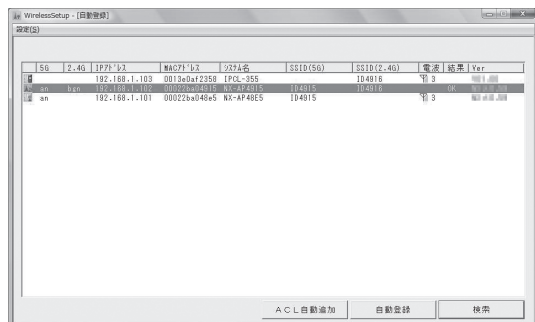 WirelessSetup - [自動登録]
設定(S)
5G 2.4G IPアドレス MACアドレス システム名 SSID(5G) SSID(2.4G) 電波 結果 Ver
192.168.1.103 0013e0af2358 IPCL-355 ID4916 3
an bgn 192.168.1.102 00022ba04915 NX-AP4915 ID4915 ID4916 OK
an 192.168.1.101 00022ba048e5 NX-AP48E5 ID4915 3
ACL自動追加 自動登録 検索